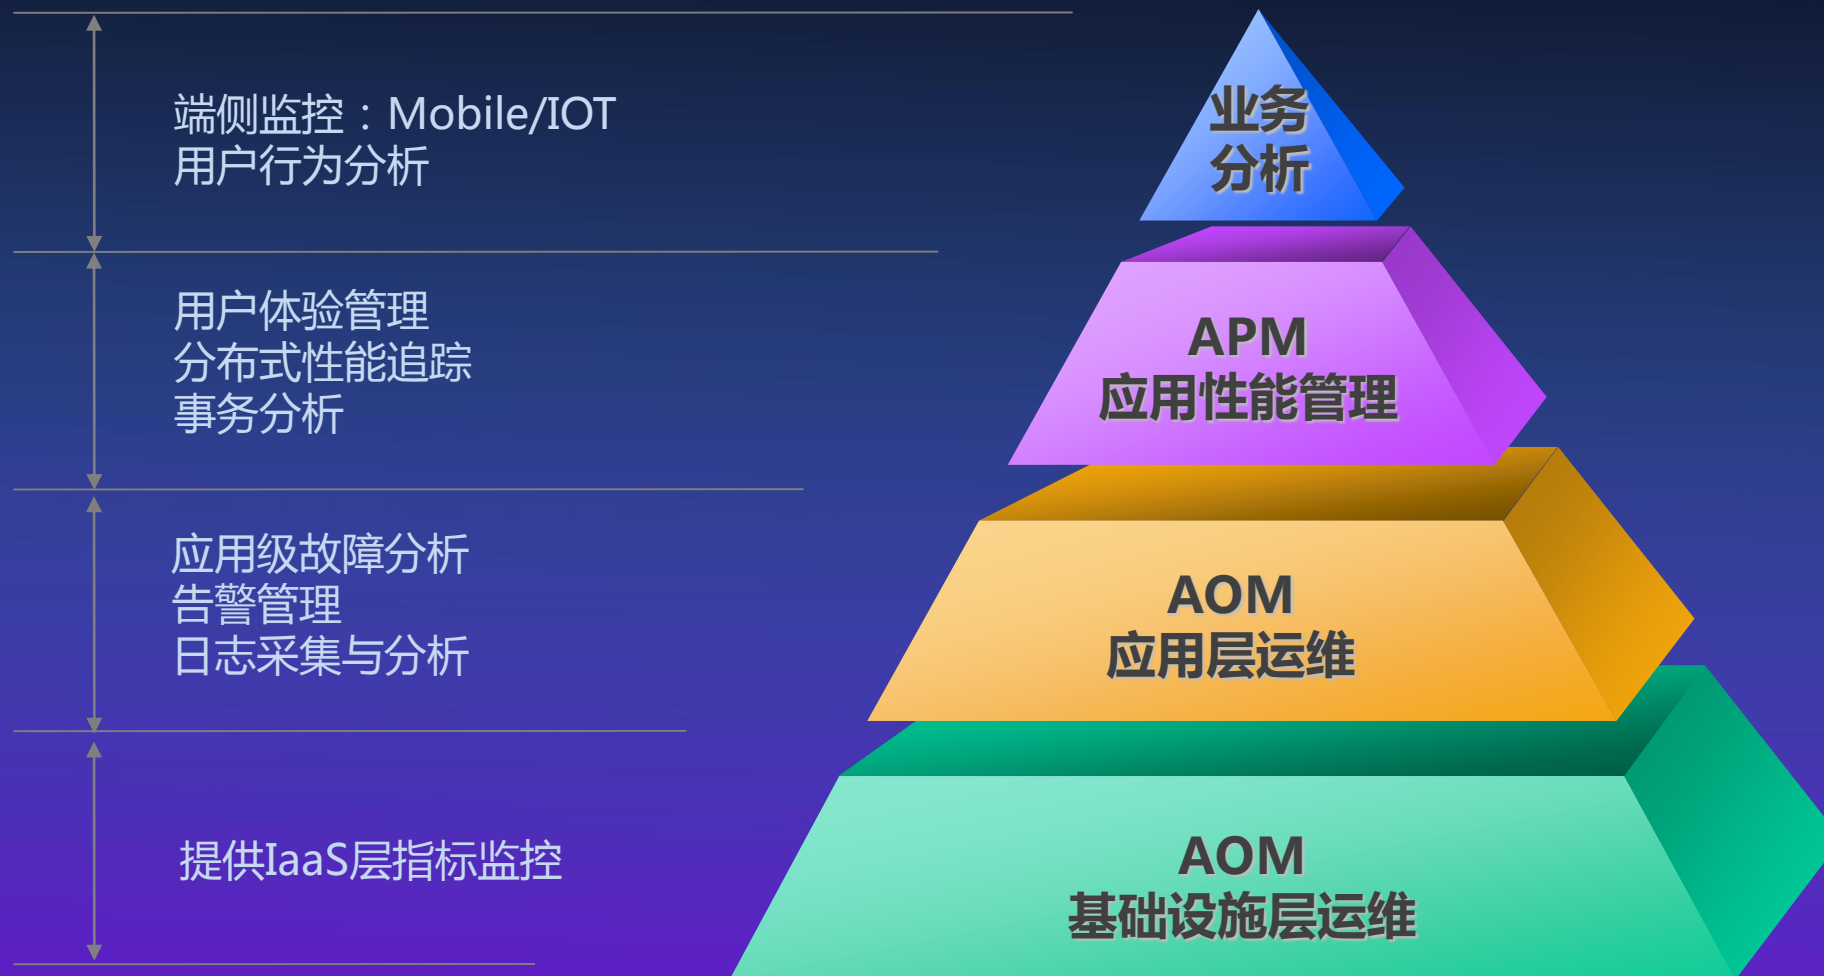 端侧监控：Mobile/IOT
用户行为分析
业务
分析
用户体验管理
分布式性能追踪
事务分析
APM
应用性能管理
应用级故障分析
告警管理
日志采集与分析
AOM
应用层运维
提供IaaS层指标监控
AOM
基础设施层运维